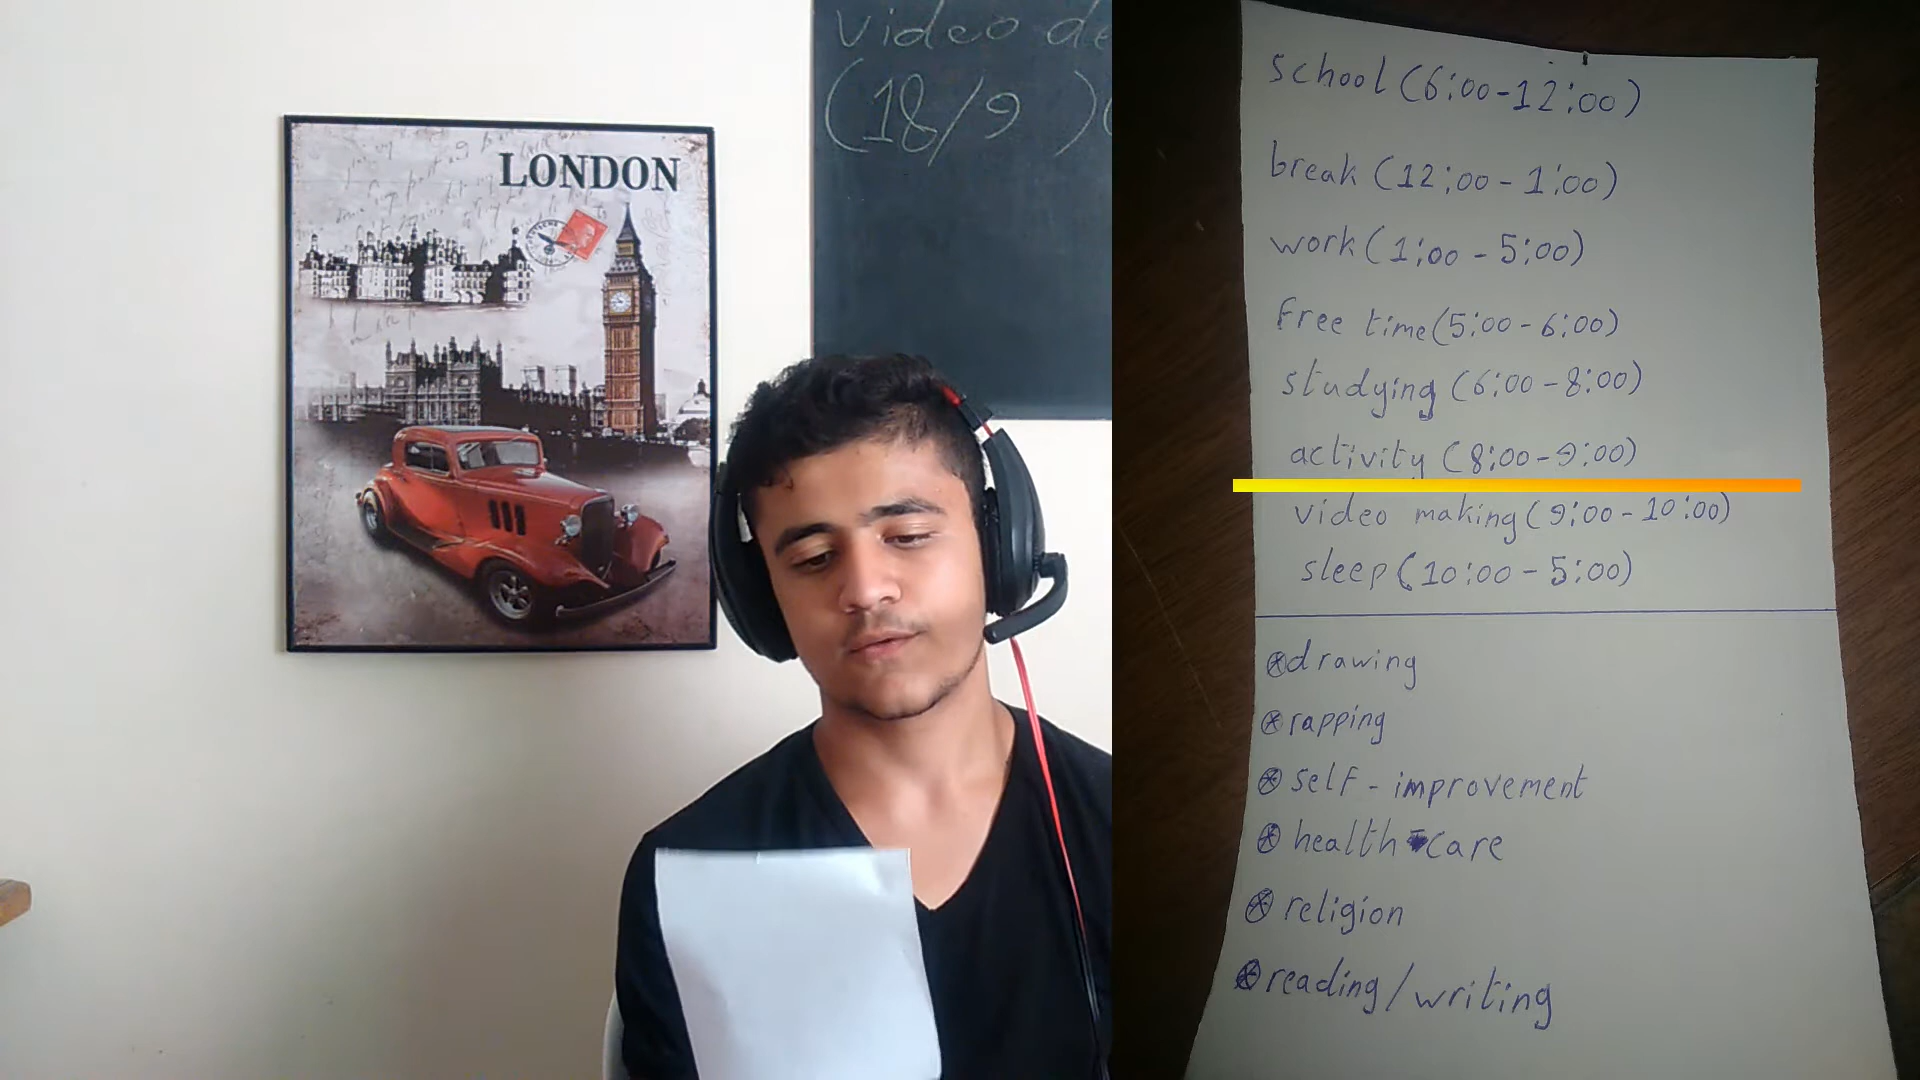 LONDON
video de
(18/9)(
school (6:00-12:00)
break (12:00-1:00)
work (1:00-5:00)
free time (5:00-6:00)
studying (6:00-8:00)
activity (8:00-9:00)
video making (9:00-10:00)
sleep (10:00-5:00)
drawing
rapping
self-improvement
health-care
religion
reading/writing